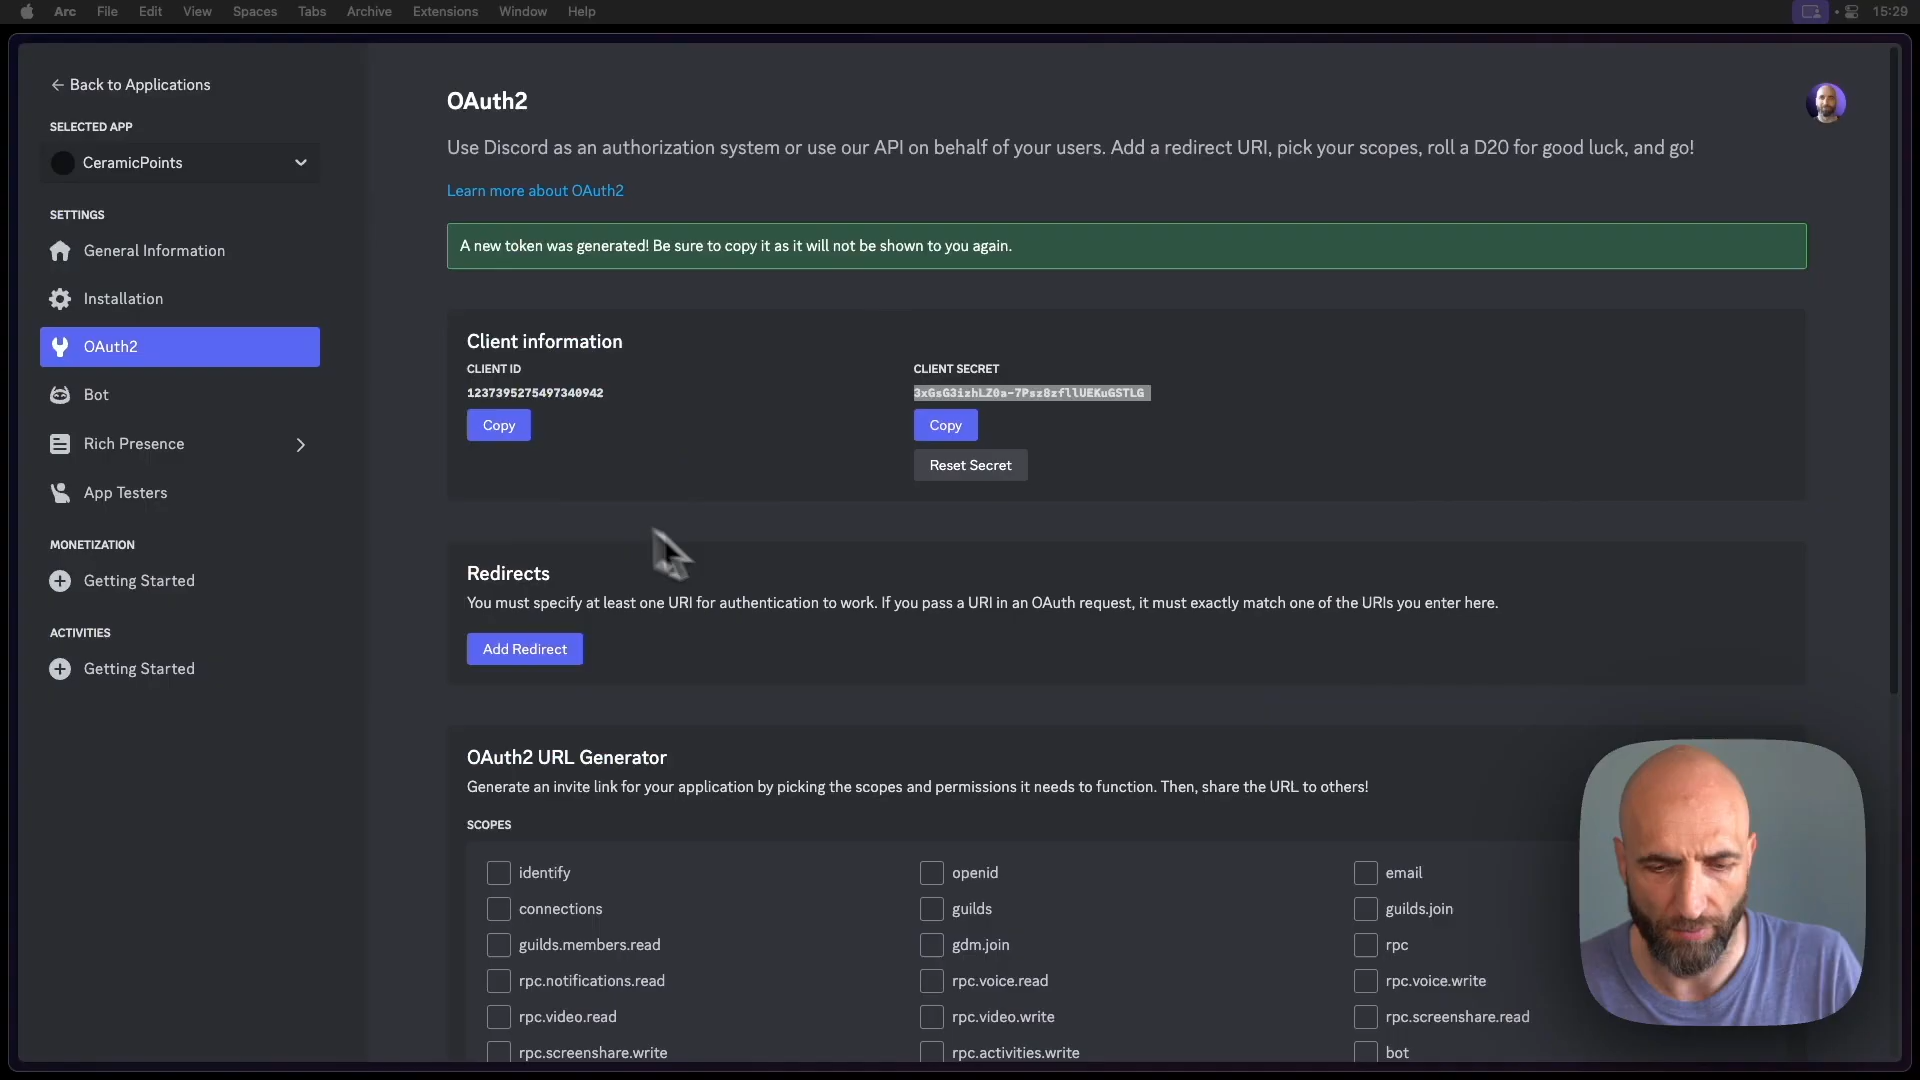 Arc File Edit View Spaces Tabs Archive Extensions Window Help 15:29
Back to Applications
SELECTED APP
CeramicPoints
SETTINGS
General Information
Installation
OAuth2
Bot
Rich Presence
App Testers
MONETIZATION
Getting Started
ACTIVITIES
Getting Started
OAuth2
Use Discord as an authorization system or use our API on behalf of your users. Add a redirect URI, pick your scopes, roll a D20 for good luck, and go!
Learn more about OAuth2
A new token was generated! Be sure to copy it as it will not be shown to you again.
Client information
CLIENT ID
1237395275497340942
Copy
CLIENT SECRET
3xGsG3izhLZ0a-7Psz8zfllUEKuGSTLG
Copy
Reset Secret
Redirects
You must specify at least one URI for authentication to work. If you pass a URI in an OAuth request, it must exactly match one of the URIs you enter here.
Add Redirect
OAuth2 URL Generator
Generate an invite link for your application by picking the scopes and permissions it needs to function. Then, share the URL to others!
SCOPES
identify openid email
connections guilds guilds.join
guilds.members.read gdm.join rpc
rpc.notifications.read rpc.voice.read rpc.voice.write
rpc.video.read rpc.video.write rpc.screenshare.read
rpc.screenshare.write rpc.activities.write bot